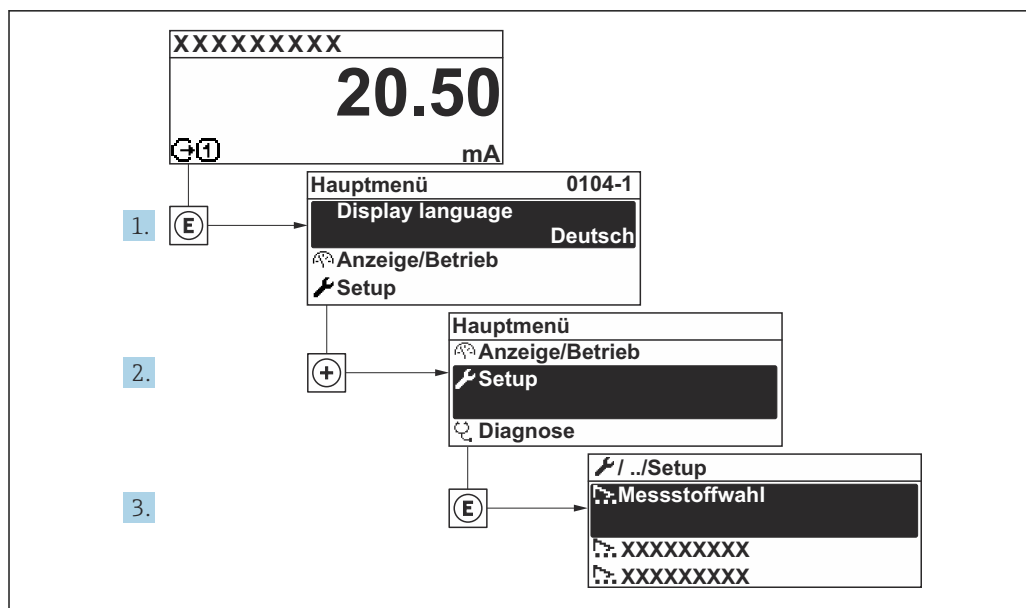 XXXXXXXXX
20.50
1 mA
Hauptmenü 0104-1
1. E Display language
Deutsch
Anzeige/Betrieb
Setup
Hauptmenü
Anzeige/Betrieb
2. + Setup
Diagnose
/ ../Setup
3. E Messstoffwahl
XXXXXXXXX
XXXXXXXXX